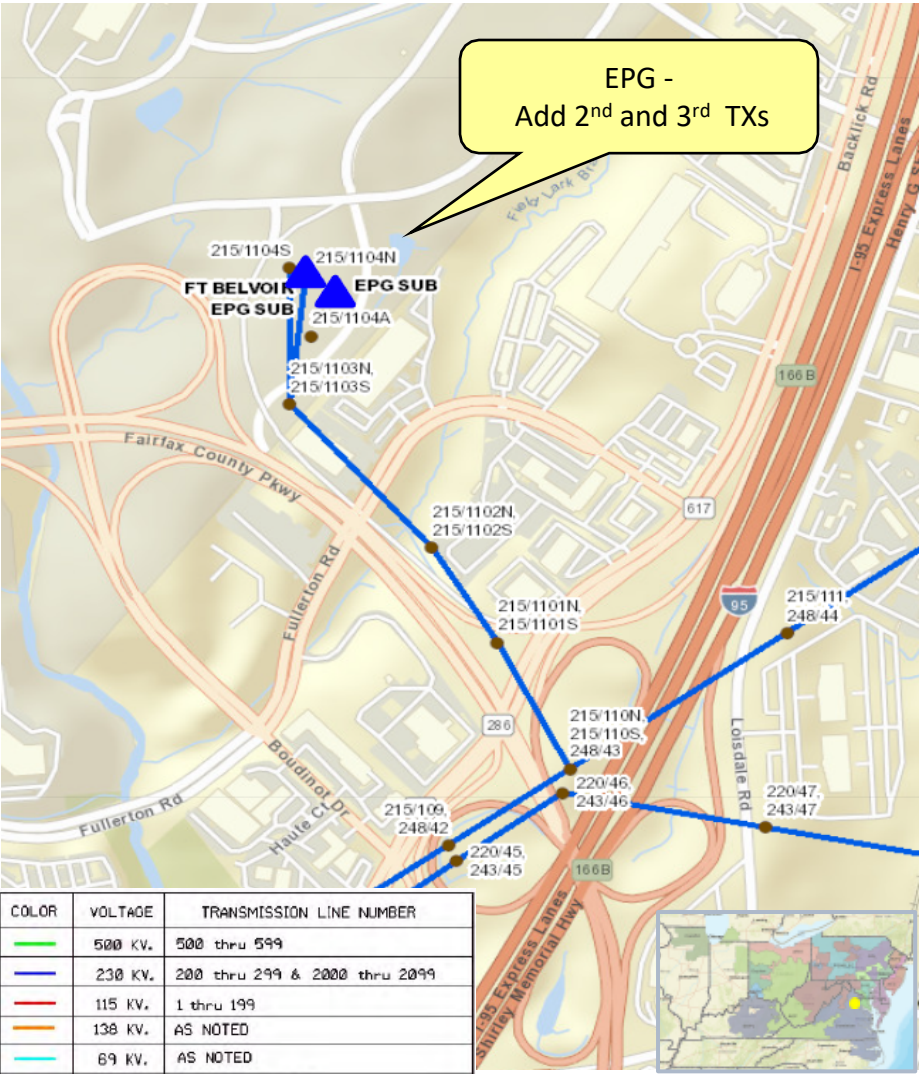 EPG -
Add 2nd and 3rd TXs
Backlick Rd
I-95 Express Lanes
Henry G S
215/1104S
215/1104N
FT BELVOIR
EPG SUB
EPG SUB
215/1104A
215/1103N,
215/1103S
166B
Fairfax County Pkwy
617
215/1102N,
215/1102S
Fullerton Rd
215/1101N,
215/1101S
95
215/111,
248/44
286
215/110N,
215/110S,
248/43
Loisdale Rd
Boudinot Dr
220/46,
243/46
220/47,
243/47
Fullerton Rd
Haute Ct
215/109,
248/42
220/45,
243/45
166B
I-95 Express Lanes
Shirley Memorial Hwy
COLOR VOLTAGE TRANSMISSION LINE NUMBER
500 KV. 500 thru 599
230 KV. 200 thru 299 & 2000 thru 2099
115 KV. 1 thru 199
138 KV. AS NOTED
69 KV. AS NOTED